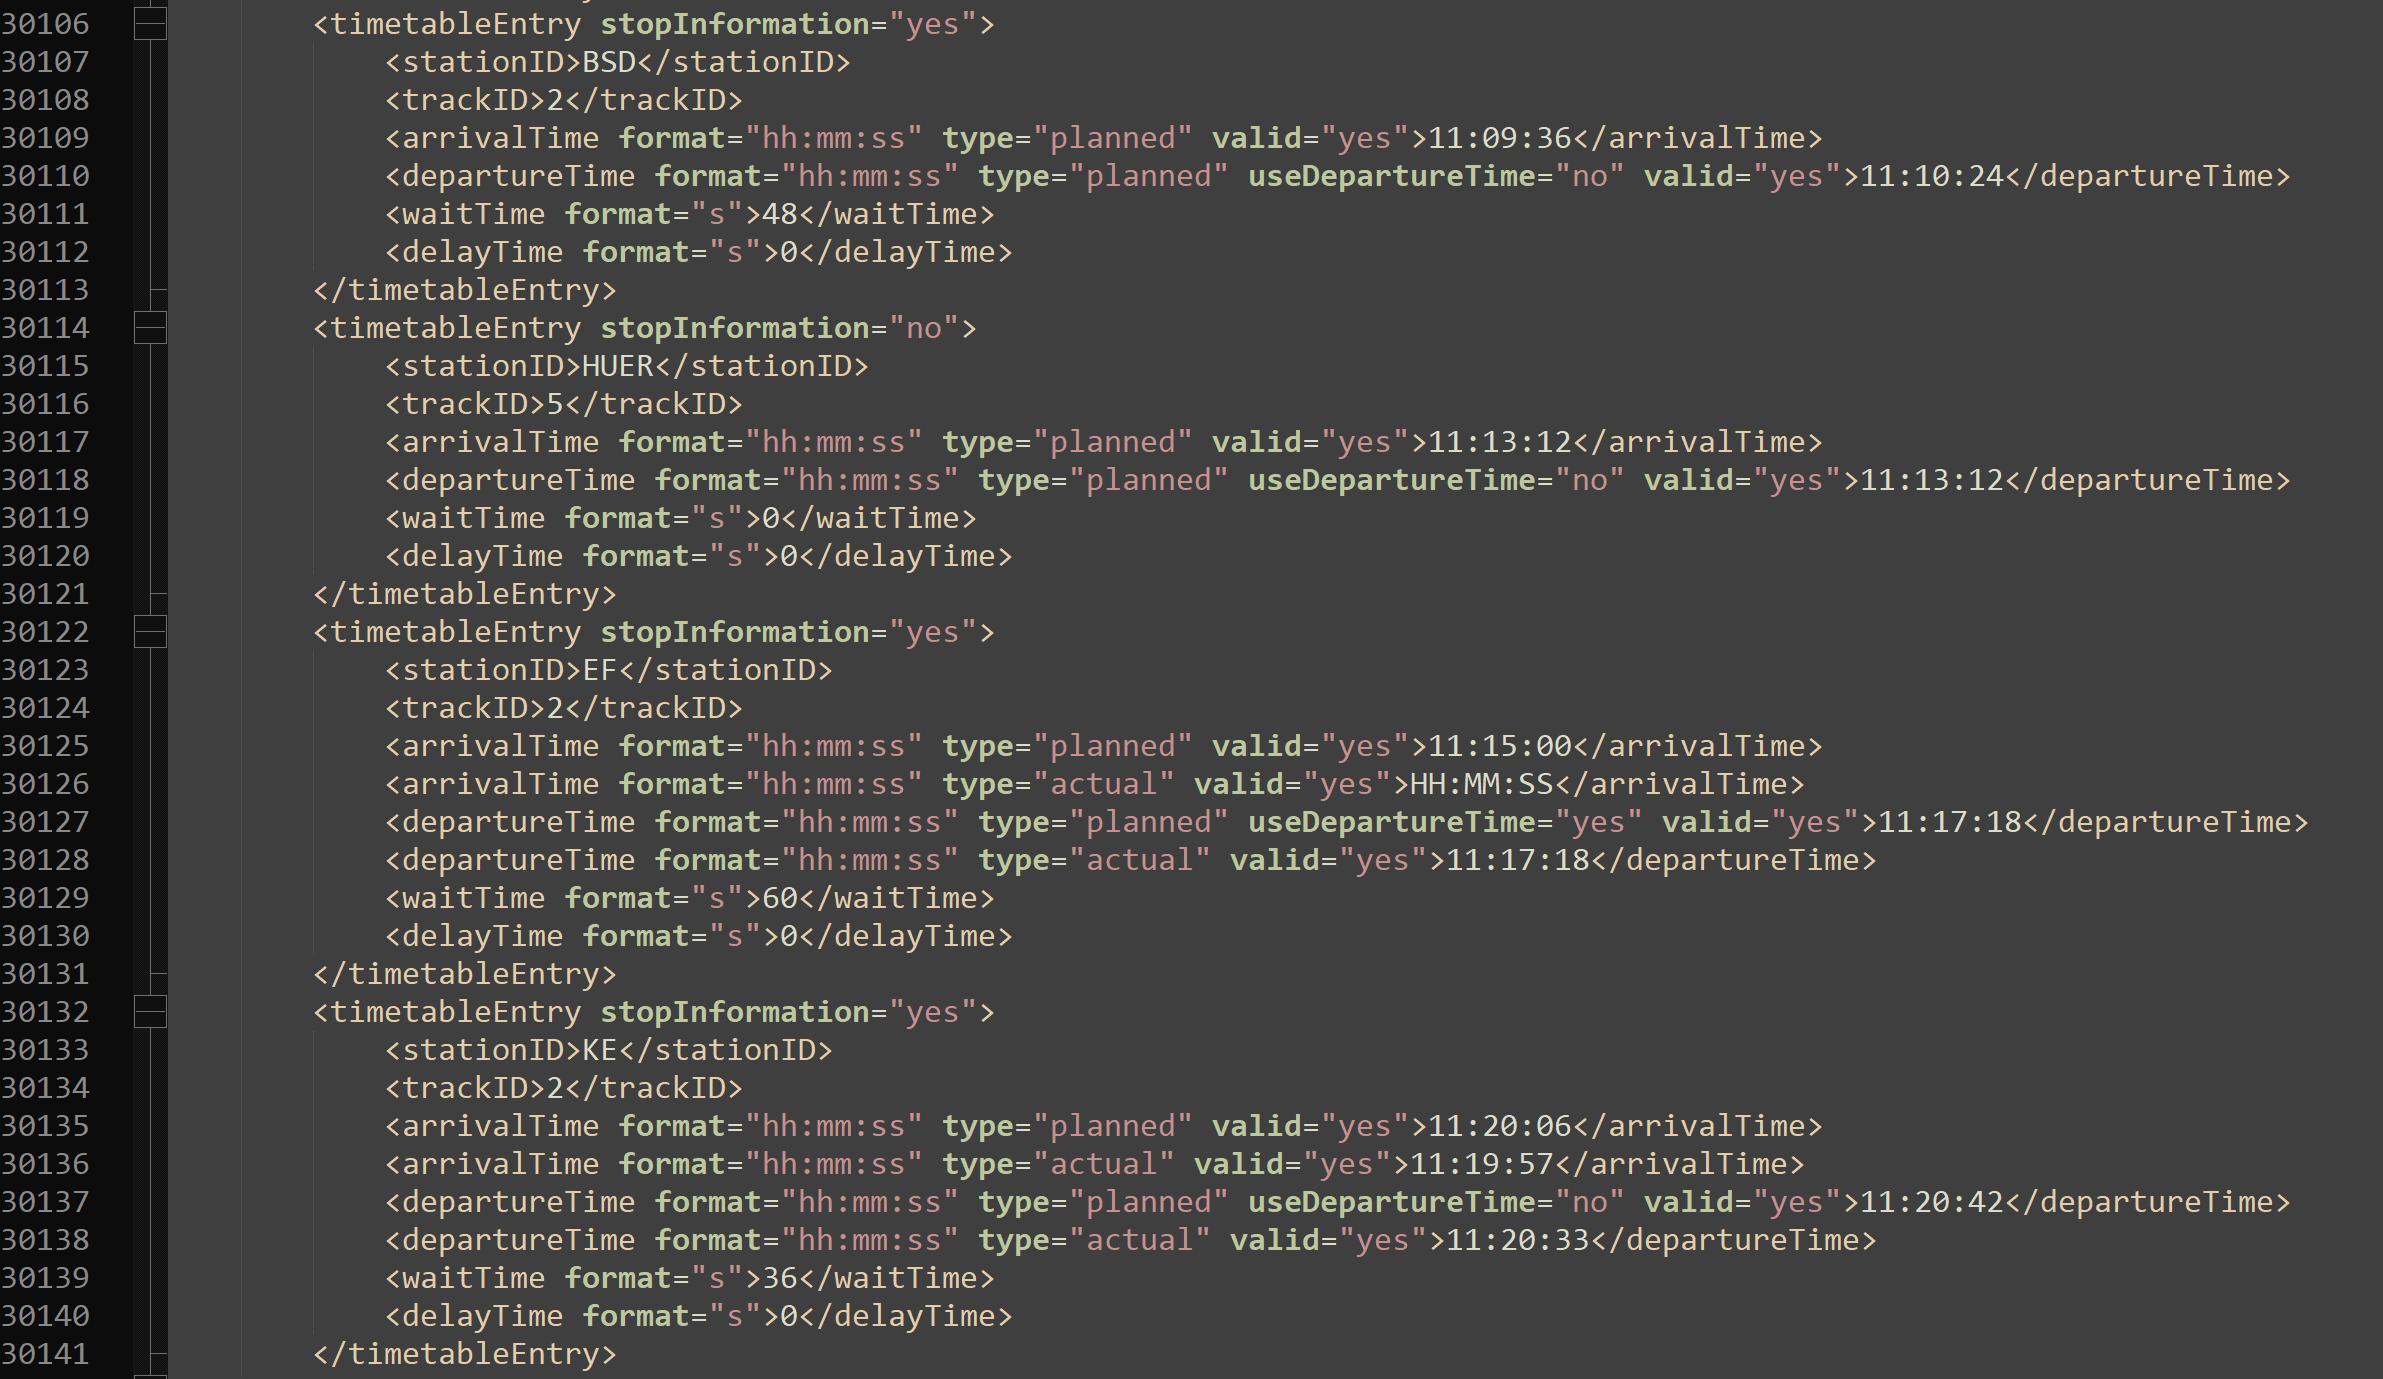 30106 <timetableEntry stopInformation="yes">
30107 <stationID>BSD</stationID>
30108 <trackID>2</trackID>
30109 <arrivalTime format="hh:mm:ss" type="planned" valid="yes">11:09:36</arrivalTime>
30110 <departureTime format="hh:mm:ss" type="planned" useDepartureTime="no" valid="yes">11:10:24</departureTime>
30111 <waitTime format="s">48</waitTime>
30112 <delayTime format="s">0</delayTime>
30113 </timetableEntry>
30114 <timetableEntry stopInformation="no">
30115 <stationID>HUER</stationID>
30116 <trackID>5</trackID>
30117 <arrivalTime format="hh:mm:ss" type="planned" valid="yes">11:13:12</arrivalTime>
30118 <departureTime format="hh:mm:ss" type="planned" useDepartureTime="no" valid="yes">11:13:12</departureTime>
30119 <waitTime format="s">0</waitTime>
30120 <delayTime format="s">0</delayTime>
30121 </timetableEntry>
30122 <timetableEntry stopInformation="yes">
30123 <stationID>EF</stationID>
30124 <trackID>2</trackID>
30125 <arrivalTime format="hh:mm:ss" type="planned" valid="yes">11:15:00</arrivalTime>
30126 <arrivalTime format="hh:mm:ss" type="actual" valid="yes">HH:MM:SS</arrivalTime>
30127 <departureTime format="hh:mm:ss" type="planned" useDepartureTime="yes" valid="yes">11:17:18</departureTime>
30128 <departureTime format="hh:mm:ss" type="actual" valid="yes">11:17:18</departureTime>
30129 <waitTime format="s">60</waitTime>
30130 <delayTime format="s">0</delayTime>
30131 </timetableEntry>
30132 <timetableEntry stopInformation="yes">
30133 <stationID>KE</stationID>
30134 <trackID>2</trackID>
30135 <arrivalTime format="hh:mm:ss" type="planned" valid="yes">11:20:06</arrivalTime>
30136 <arrivalTime format="hh:mm:ss" type="actual" valid="yes">11:19:57</arrivalTime>
30137 <departureTime format="hh:mm:ss" type="planned" useDepartureTime="no" valid="yes">11:20:42</departureTime>
30138 <departureTime format="hh:mm:ss" type="actual" valid="yes">11:20:33</departureTime>
30139 <waitTime format="s">36</waitTime>
30140 <delayTime format="s">0</delayTime>
30141 </timetableEntry>